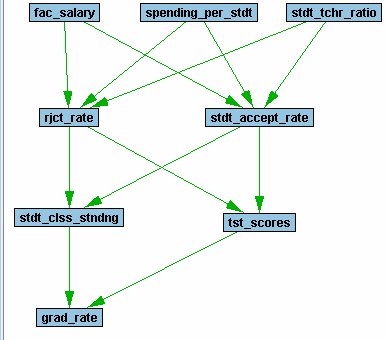 fac_salary
spending_per_stdt
stdt_tchr_ratio
rjct_rate
stdt_accept_rate
stdt_clss_stndng
tst_scores
grad_rate